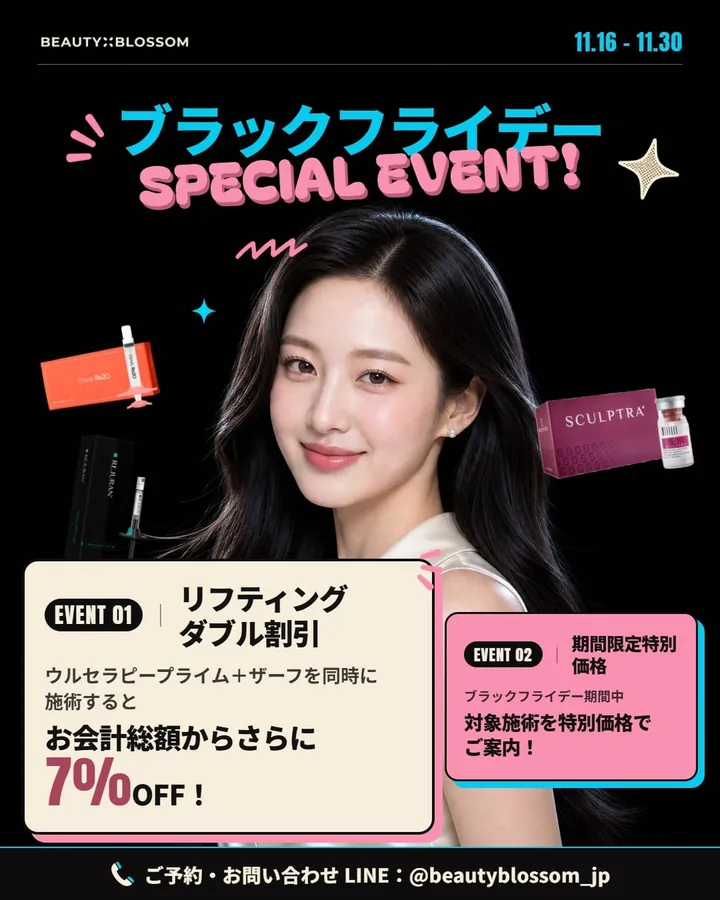 BEAUTY::BLOSSOM
11.16 - 11.30
ブラックフライデー
SPECIAL EVENT!
Re2O
REJURAN
REJURAN
SCULPTRA
EVENT 01
リフティング
ダブル割引
ウルセラピープライム＋ザーフを同時に
施術すると
お会計総額からさらに
7%OFF！
EVENT 02
期間限定特別
価格
ブラックフライデー期間中
対象施術を特別価格で
ご案内！
ご予約・お問い合わせ LINE：@beautyblossom_jp